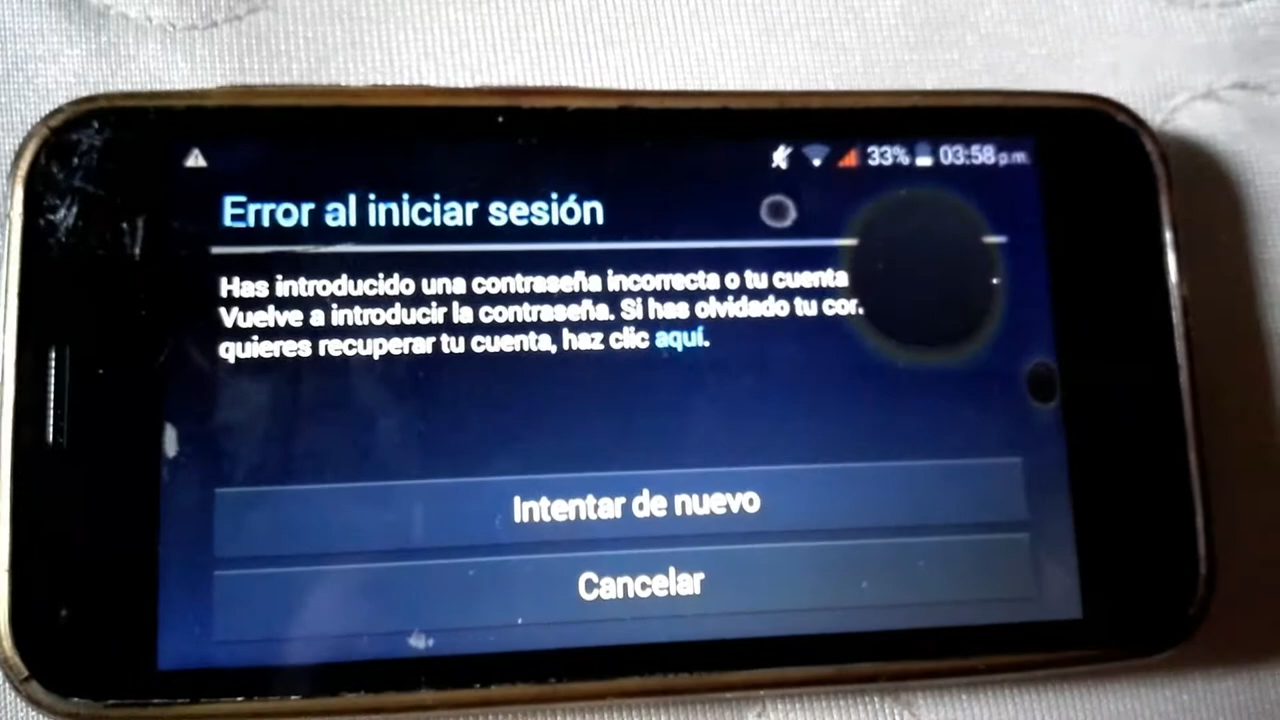 33% 03:58 p.m.
Error al iniciar sesión
Has introducido una contraseña incorrecta o tu cuenta
Vuelve a introducir la contraseña. Si has olvidado tu
quieres recuperar tu cuenta, haz clic aquí.
Intentar de nuevo
Cancelar